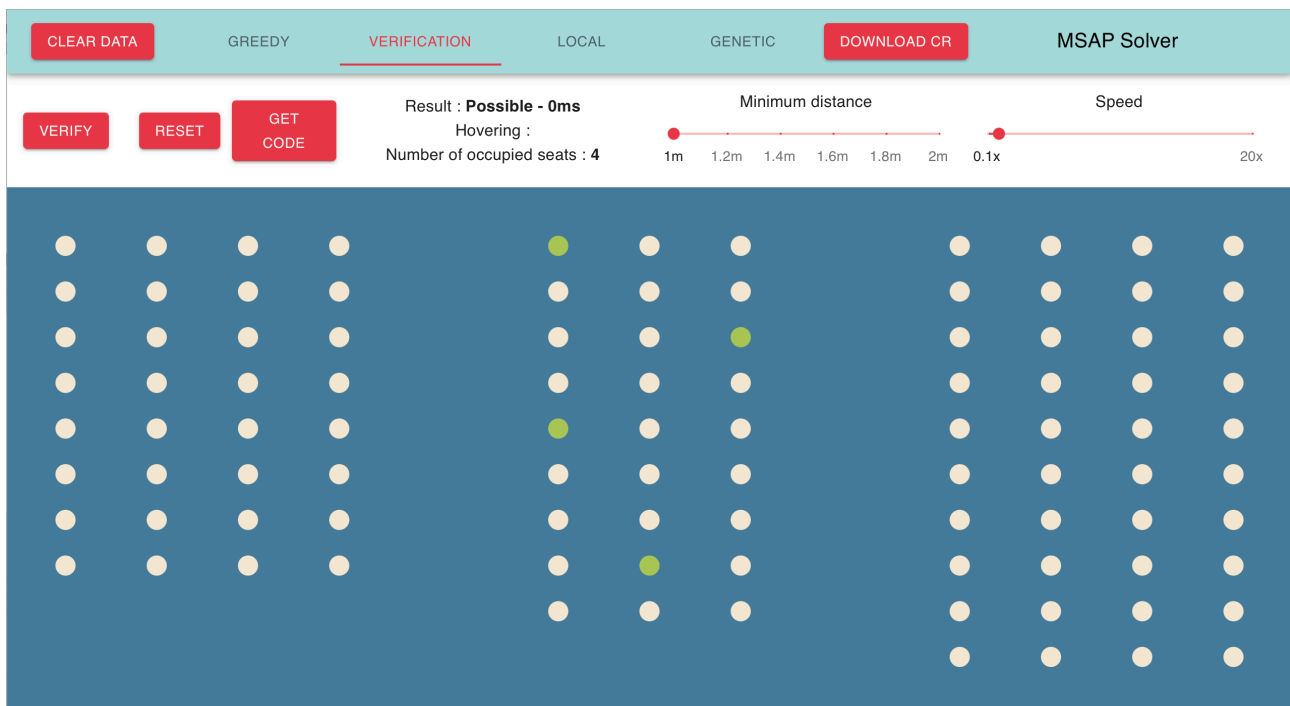 CLEAR DATA GREEDY VERIFICATION LOCAL GENETIC DOWNLOAD CR MSAP Solver
VERIFY
RESET
GET
CODE
Result : Possible - 0ms
Hovering :
Number of occupied seats : 4
Minimum distance
1m 1.2m 1.4m 1.6m 1.8m 2m
Speed
0.1x 20x